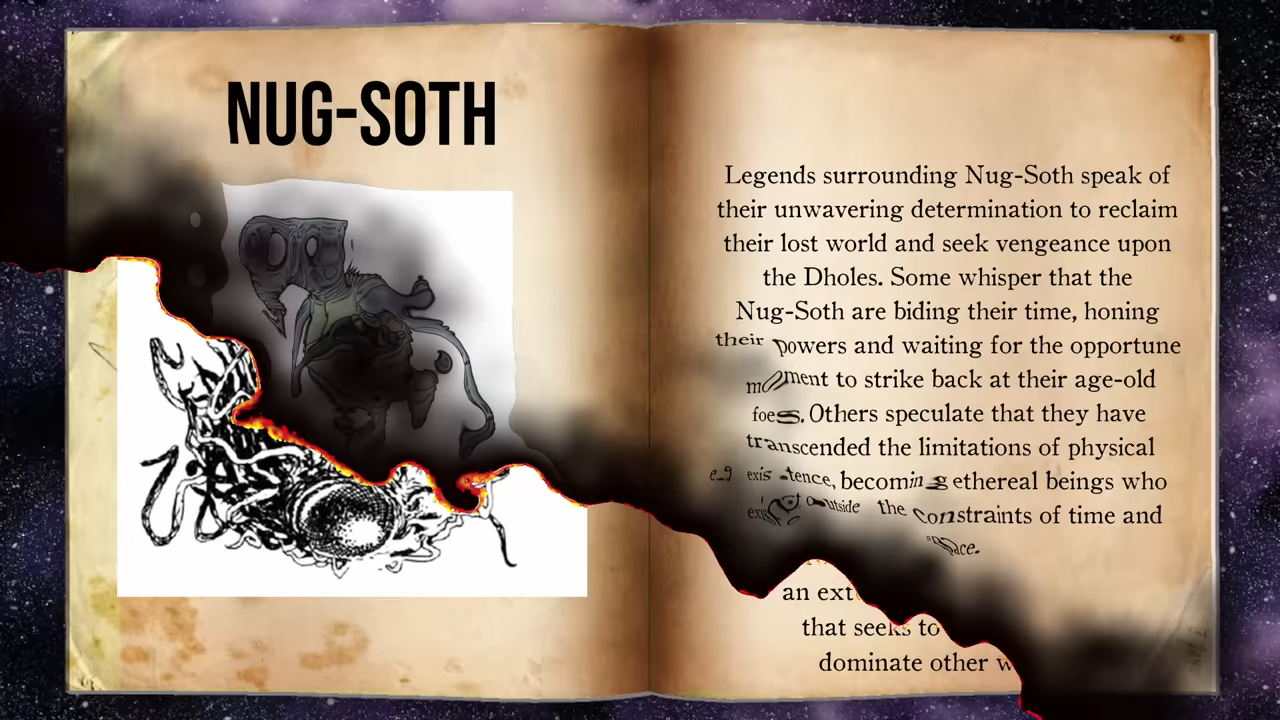 NUG-SOTH
Legends surrounding Nug-Soth speak of
their unwavering determination to reclaim
their lost world and seek vengeance upon
the Dholes. Some whisper that the
Nug-Soth are biding their time, honing
their powers and waiting for the opportune
moment to strike back at their age-old
foes. Others speculate that they have
transcended the limitations of physical
existence, becoming ethereal beings who
exist outside the constraints of time and
space.
an
that seeks to
dominate other